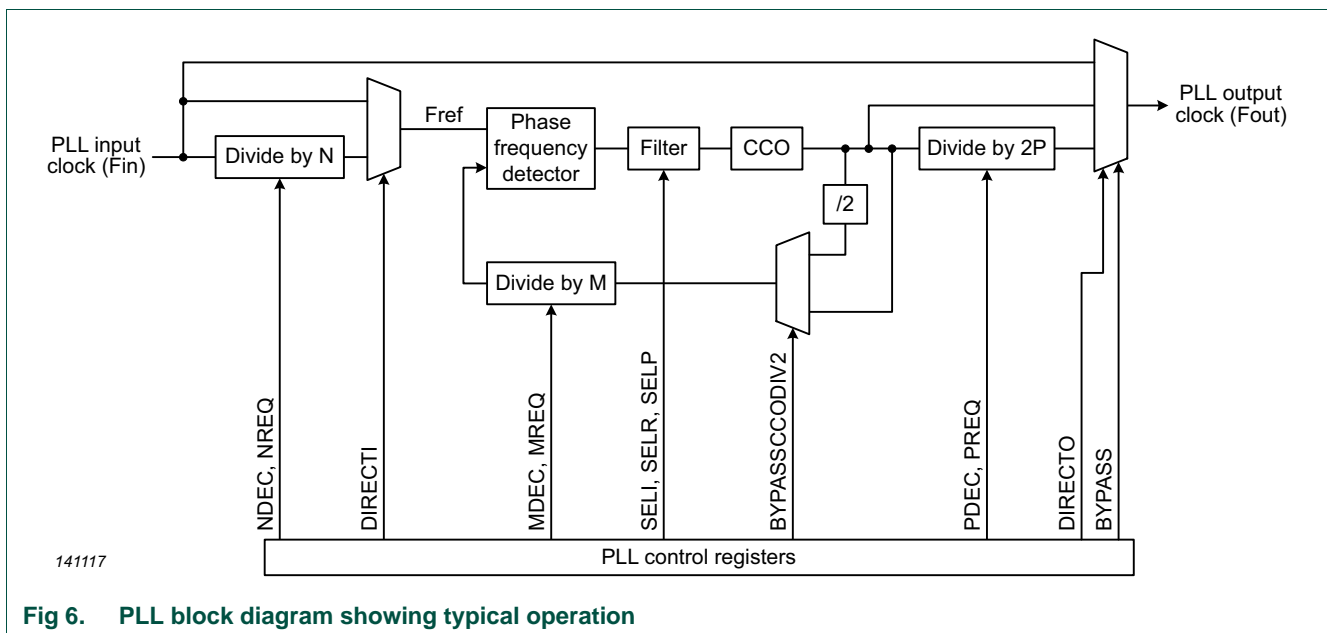 PLL input
clock (Fin)
Divide by N
Fref
Phase
frequency
detector
Filter
CCO
Divide by 2P
PLL output
clock (Fout)
/2
Divide by M
NDEC, NREQ
DIRECTI
MDEC, MREQ
SELI, SELR, SELP
BYPASSCCODIV2
PDEC, PREQ
DIRECTO
BYPASS
PLL control registers
141117
Fig 6. PLL block diagram showing typical operation